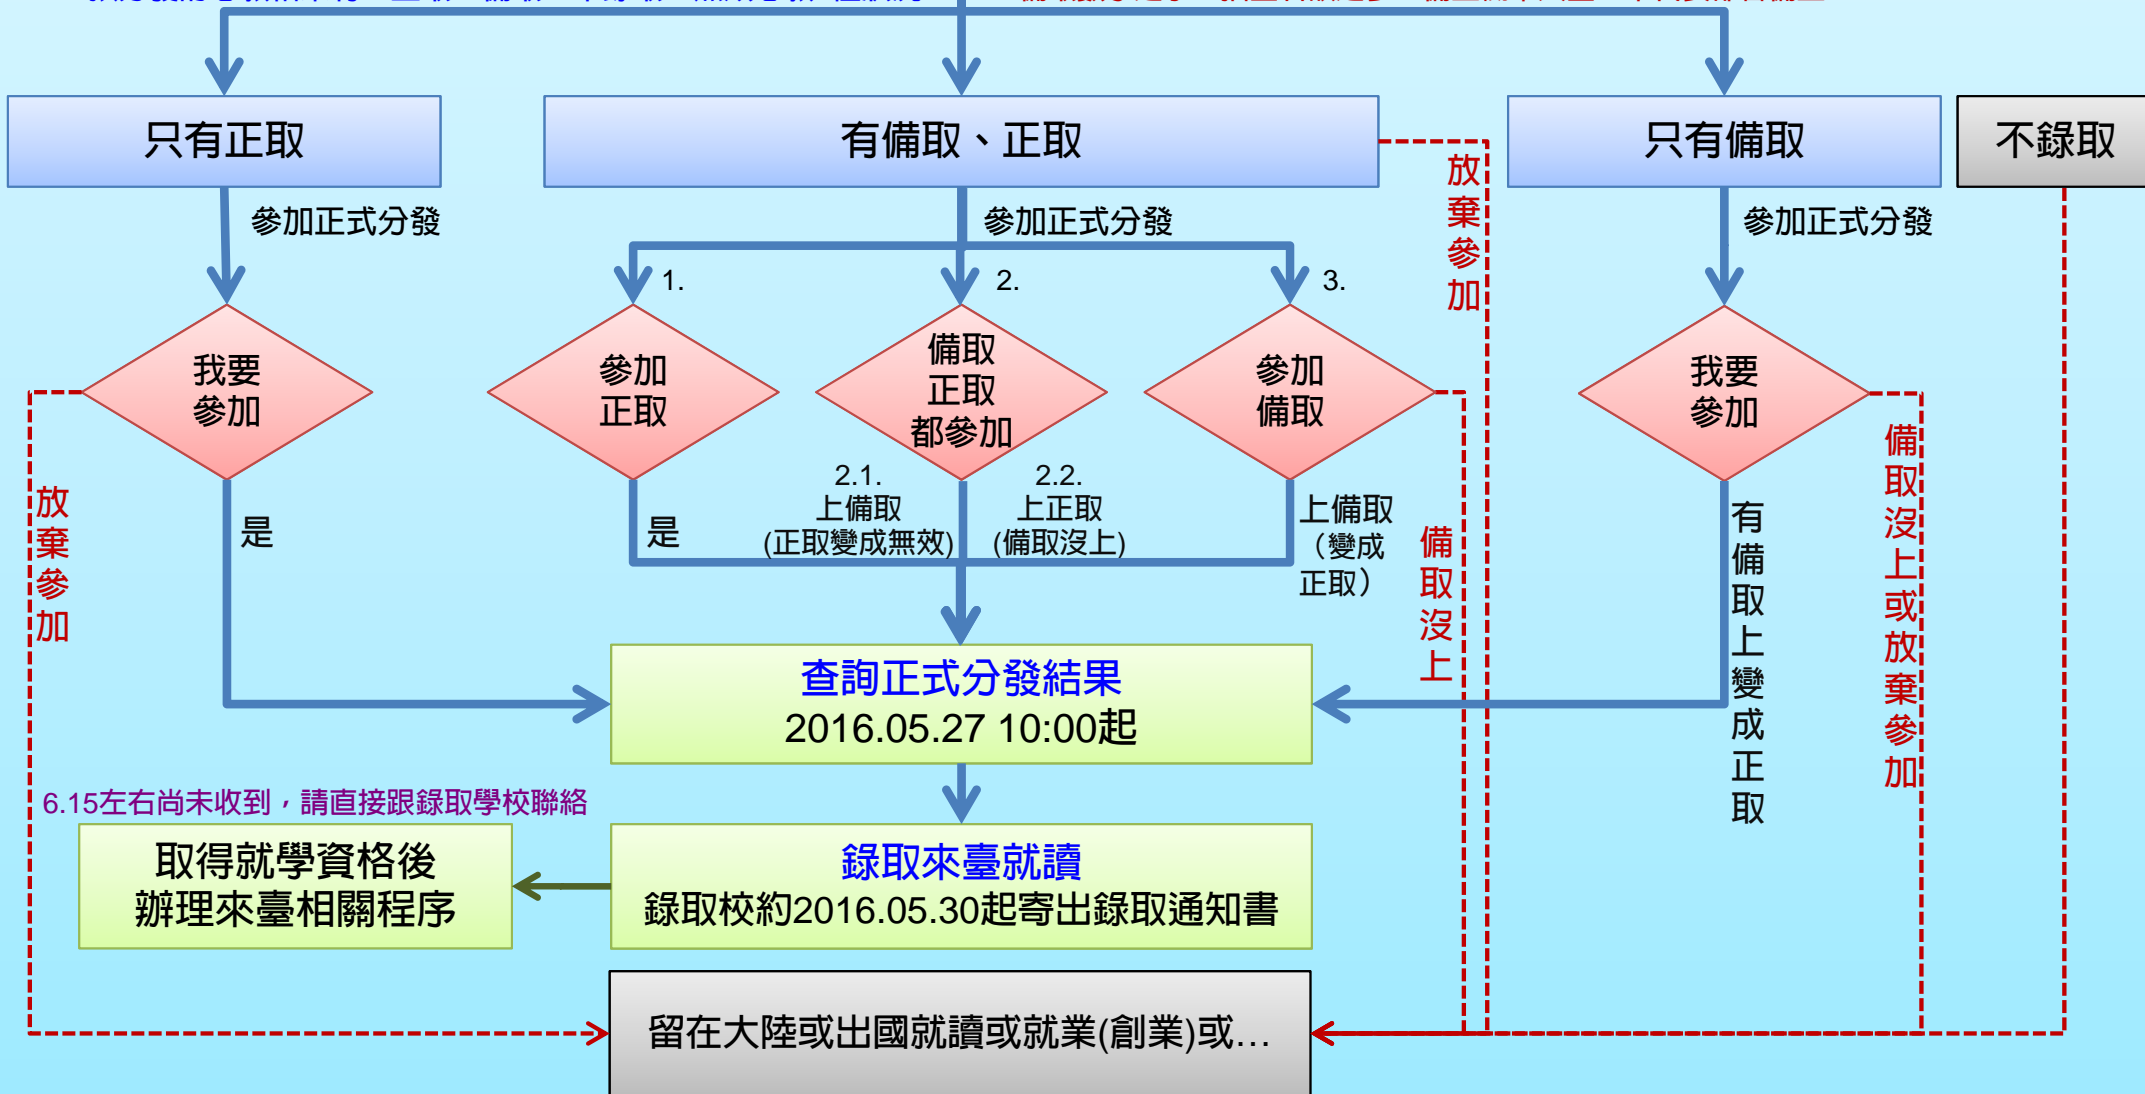 只有正取
有備取、正取
只有備取
不錄取
參加正式分發
參加正式分發
參加正式分發
放棄參加
1.
2.
3.
我要
參加
參加
正取
備取
正取
都參加
參加
備取
我要
參加
放棄參加
是
是
2.1.
上備取
(正取變成無效)
2.2.
上正取
(備取沒上)
上備取
（變成
正取）
備取沒上
有備取上變成正取
備取沒上或放棄參加
查詢正式分發結果
2016.05.27 10:00起
6.15左右尚未收到，請直接跟錄取學校聯絡
取得就學資格後
辦理來臺相關程序
錄取來臺就讀
錄取校約2016.05.30起寄出錄取通知書
留在大陸或出國就讀或就業(創業)或…